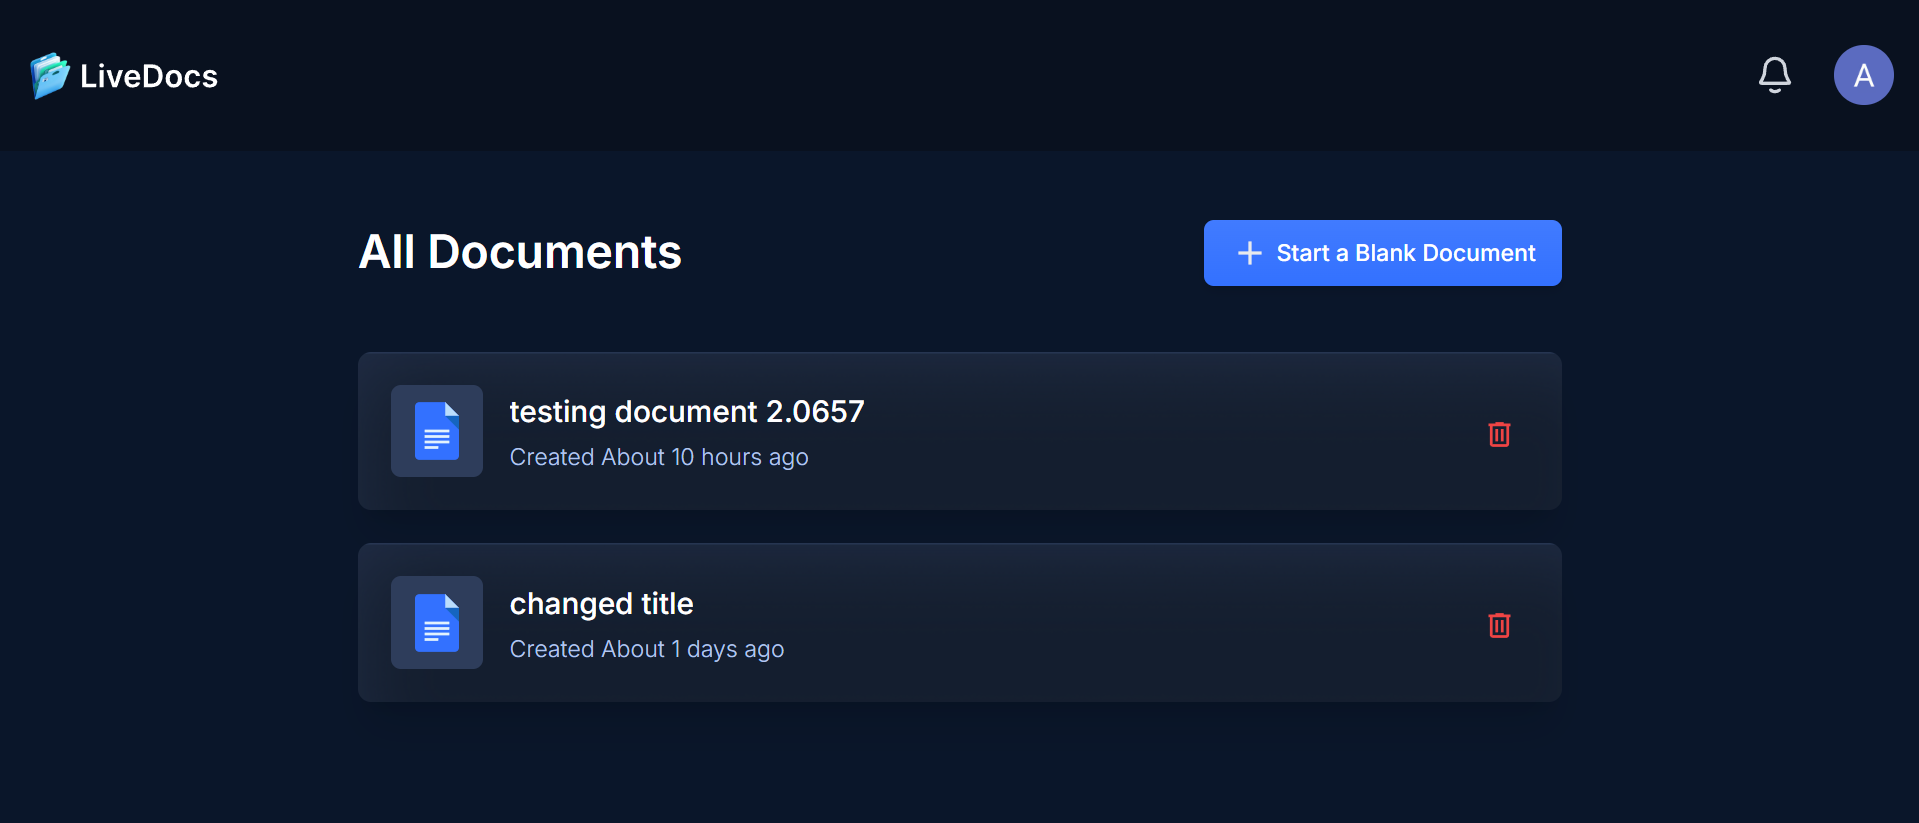 LiveDocs
A
All Documents
Start a Blank Document
testing document 2.0657
Created About 10 hours ago
changed title
Created About 1 days ago